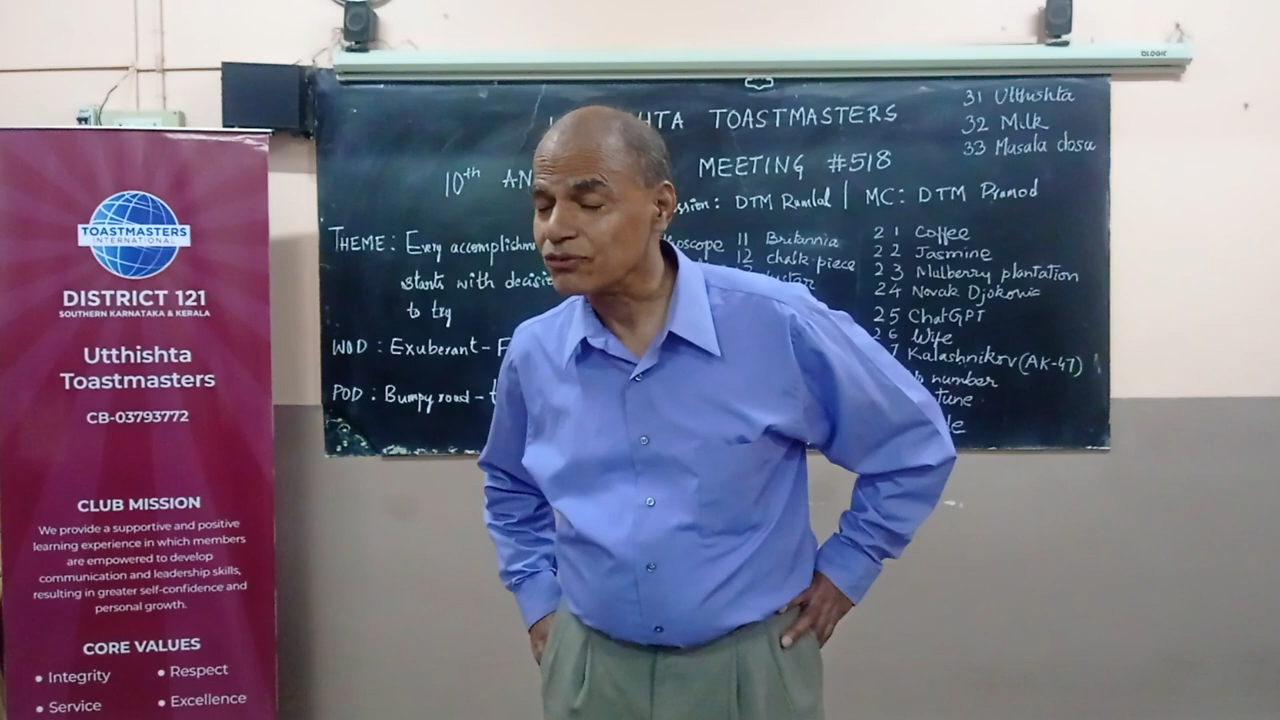 TOASTMASTERS
INTERNATIONAL
DISTRICT 121
SOUTHERN KARNATAKA & KERALA
Utthishta
Toastmasters
CB-03793772
CLUB MISSION
We provide a supportive and positive
learning experience in which members
are empowered to develop
communication and leadership skills,
resulting in greater self-confidence and
personal growth.
CORE VALUES
• Integrity
• Respect
• Service
• Excellence
QLOGIC
TOASTMASTERS
10th MEETING #518
DTM Ramlal | MC: DTM Pramod
THEME: Every
starts with
to try
WOD: Exuberant-
POD: Bumpy road-
11 Britannia
12 chalk-piece
21 Coffee
22 Jasmine
23 Mulberry plantation
24 Novak Djokovic
25 ChatGPT
26 Wife
7 Kalashnikov (AK-47)
number
31 Utthishta
32 Milk
33 Masala dosa